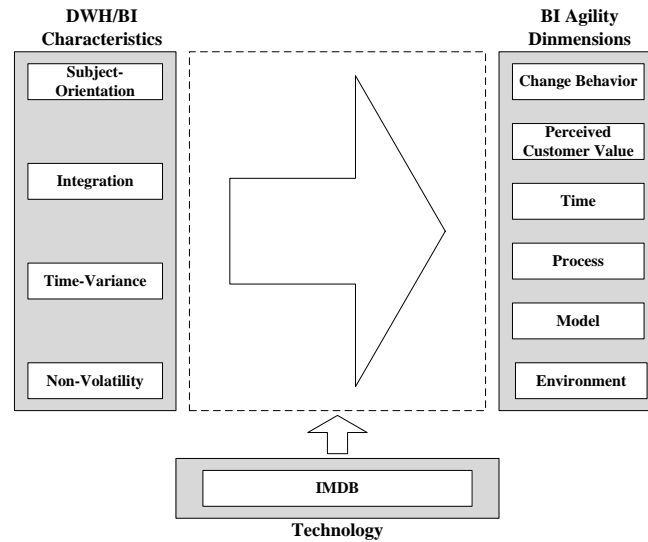 DWH/BI
Characteristics
Subject-
Orientation
Integration
Time-Variance
Non-Volatility
BI Agility
Dinmensions
Change Behavior
Perceived
Customer Value
Time
Process
Model
Environment
IMDB
Technology